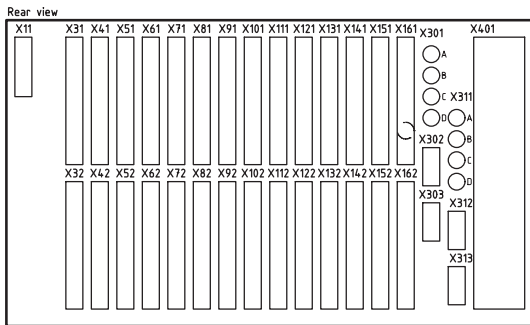 Rear view
X11 X31 X41 X51 X61 X71 X81 X91 X101 X111 X121 X131 X141 X151 X161 X301 X401
A
B
C X311
D A
B
X302
C
D
X32 X42 X52 X62 X72 X82 X92 X102 X112 X122 X132 X142 X152 X162 X303
X312
X313